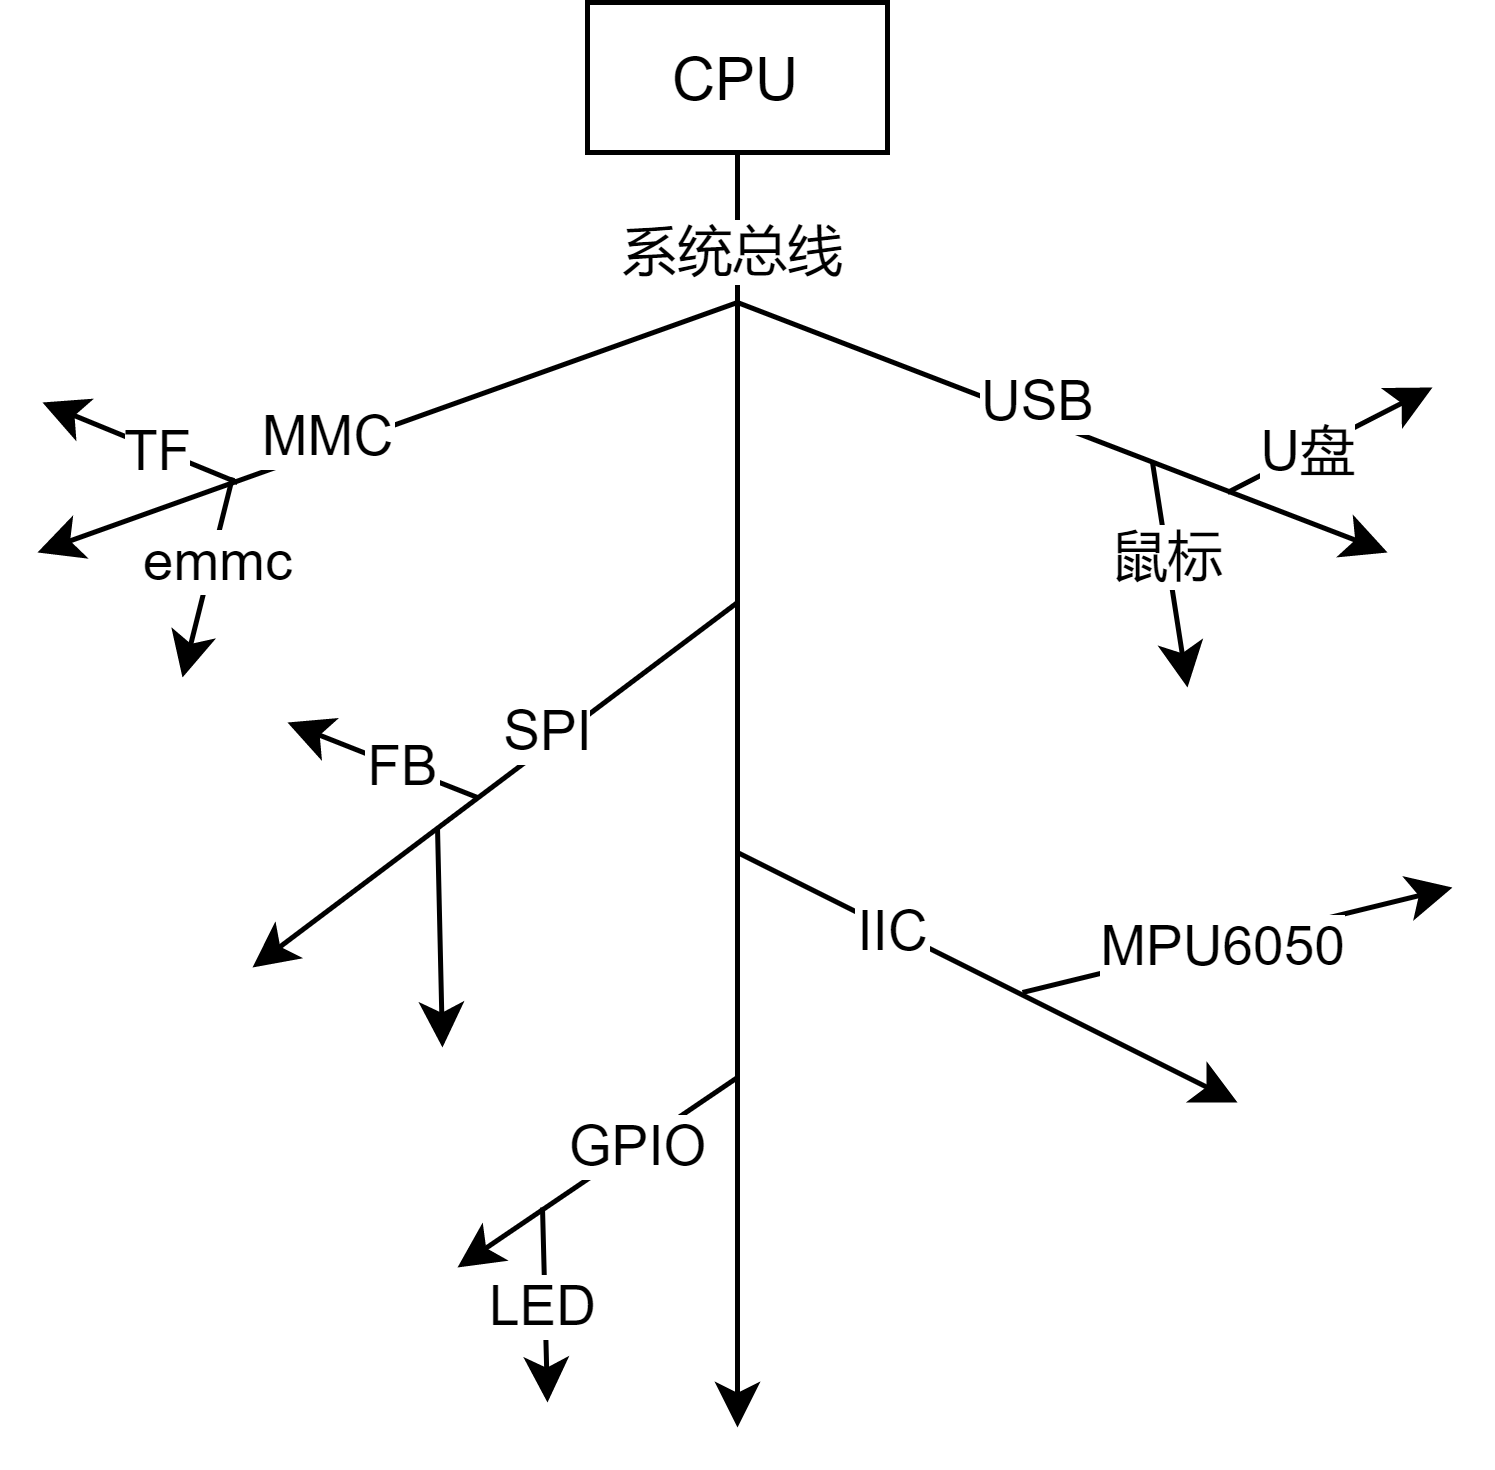 CPU
系统总线
MMC
USB
TF
U盘
emmc
鼠标
SPI
FB
IIC
MPU6050
GPIO
LED